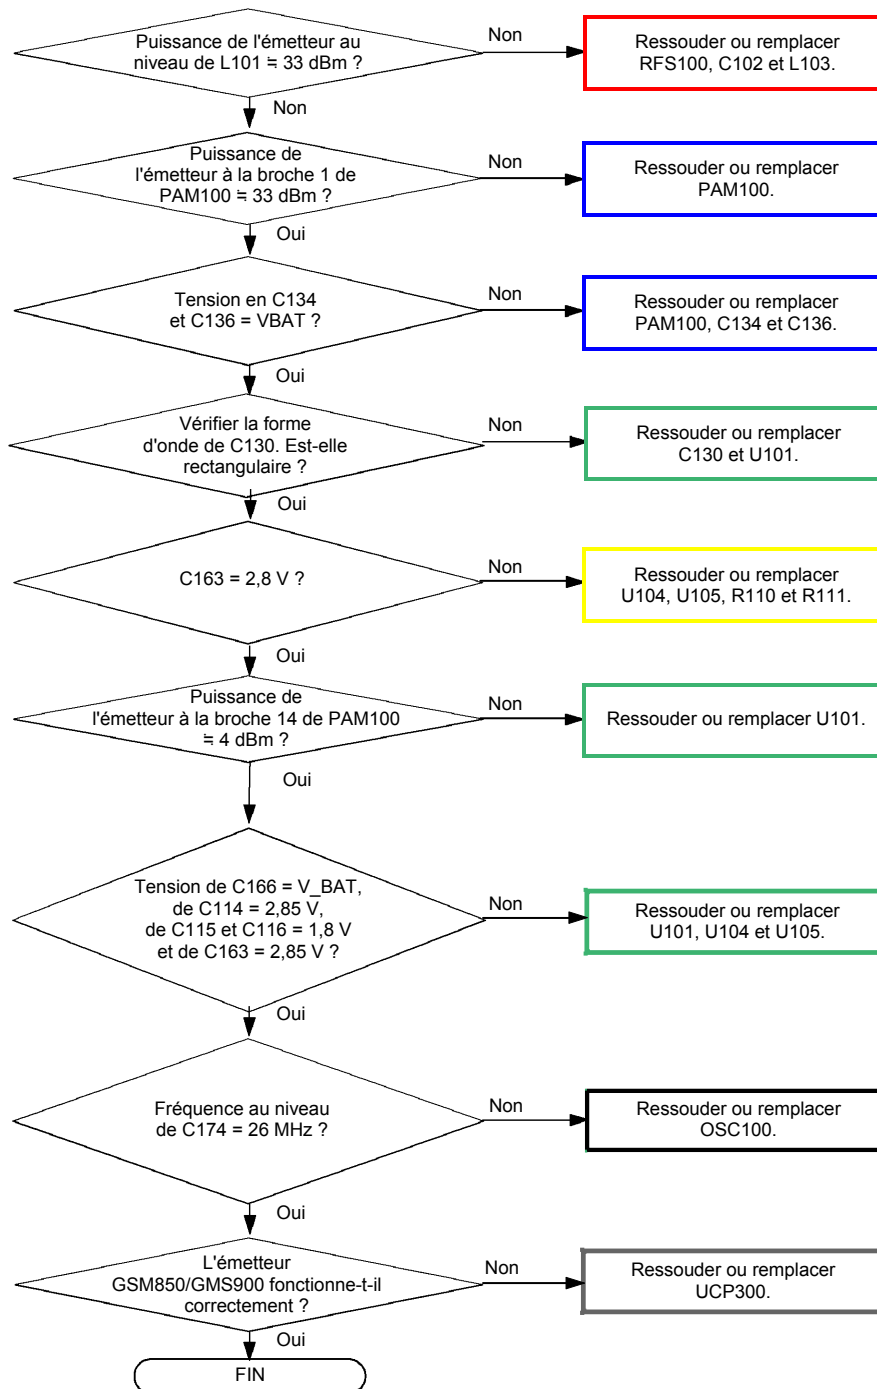 Puissance de l'émetteur au
niveau de L101 ≒ 33 dBm ?
Non
Ressouder ou remplacer
RFS100, C102 et L103.
Non
Puissance de
l'émetteur à la broche 1 de
PAM100 ≒ 33 dBm ?
Non
Ressouder ou remplacer
PAM100.
Oui
Tension en C134
et C136 = VBAT ?
Non
Ressouder ou remplacer
PAM100, C134 et C136.
Oui
Vérifier la forme
d'onde de C130. Est-elle
rectangulaire ?
Non
Ressouder ou remplacer
C130 et U101.
Oui
C163 = 2,8 V ?
Non
Ressouder ou remplacer
U104, U105, R110 et R111.
Oui
Puissance de
l'émetteur à la broche 14 de PAM100
≒ 4 dBm ?
Non
Ressouder ou remplacer U101.
Oui
Tension de C166 = V_BAT,
de C114 = 2,85 V,
de C115 et C116 = 1,8 V
et de C163 = 2,85 V ?
Non
Ressouder ou remplacer
U101, U104 et U105.
Oui
Fréquence au niveau
de C174 = 26 MHz ?
Non
Ressouder ou remplacer
OSC100.
Oui
L'émetteur
GSM850/GMS900 fonctionne-t-il
correctement ?
Non
Ressouder ou remplacer
UCP300.
Oui
FIN